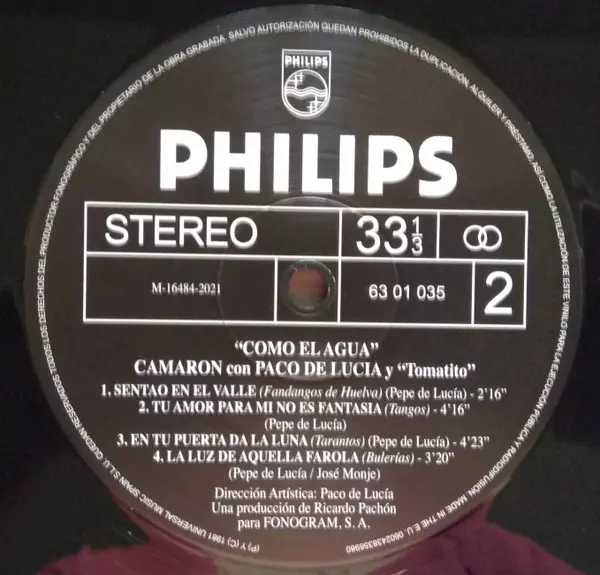 TODOS LOS DERECHOS DEL PRODUCTOR FONOGRÁFICO Y DEL PROPIETARIO DE LA OBRA GRABADA. SALVO AUTORIZACIÓN QUEDAN PROHIBIDOS LA DUPLICACIÓN, ALQUILER Y PRÉSTAMO, ASÍ COMO LA UTILIZACIÓN DE ESTE VINILO PARA LA EJECUCIÓN PÚBLICA Y RADIODIFUSIÓN. MADE IN THE E.U. 0602438356980
PHILIPS
PHILIPS
STEREO 33 1/3
M-16484-2021 63 01 035 2
"COMO EL AGUA"
CAMARON con PACO DE LUCIA y "Tomatito"
1. SENTAO EN EL VALLE (Fandangos de Huelva) (Pepe de Lucía) - 2'16"
2. TU AMOR PARA MI NO ES FANTASIA (Tangos) - 4'16"
(Pepe de Lucía)
3. EN TU PUERTA DA LA LUNA (Tarantos) (Pepe de Lucía) - 4'23"
4. LA LUZ DE AQUELLA FAROLA (Bulerías) - 3'20"
(Pepe de Lucía / José Monje)
Dirección Artística: Paco de Lucía
Una producción de Ricardo Pachón
para FONOGRAM, S.A.
(P) Y (C) 1981 UNIVERSAL MUSIC SPAIN S.L.U. QUEDAN RESERVADOS